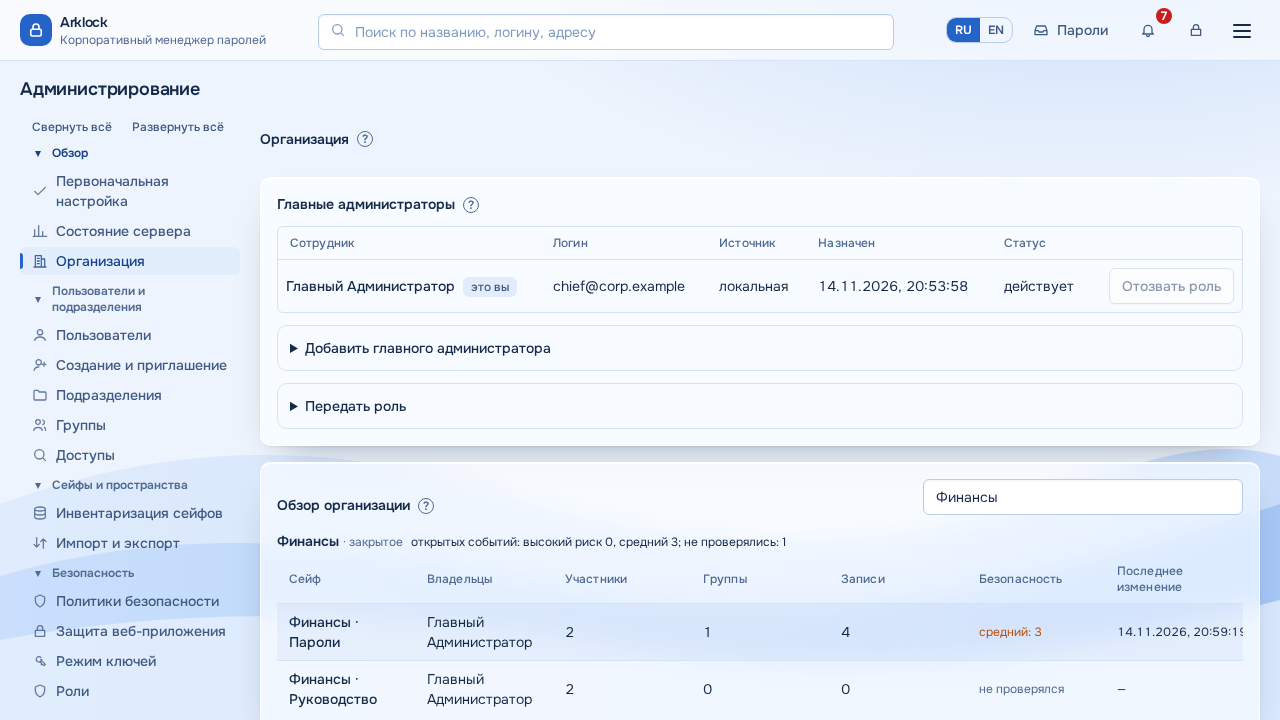 Arklock
Корпоративный менеджер паролей
Поиск по названию, логину, адресу
RU EN
Пароли
7
Администрирование
Свернуть всё Развернуть всё
Обзор
Первоначальная
настройка
Состояние сервера
Организация
Пользователи и
подразделения
Пользователи
Создание и приглашение
Подразделения
Группы
Доступы
Сейфы и пространства
Инвентаризация сейфов
Импорт и экспорт
Безопасность
Политики безопасности
Защита веб-приложения
Режим ключей
Роли
Организация ?
Главные администраторы ?
Сотрудник Логин Источник Назначен Статус
Главный Администратор это вы chief@corp.example локальная 14.11.2026, 20:53:58 действует Отозвать роль
Добавить главного администратора
Передать роль
Обзор организации ?
Финансы
Финансы · закрытое открытых событий: высокий риск 0, средний 3; не проверялись: 1
Сейф Владельцы Участники Группы Записи Безопасность Последнее
изменение
Финансы ·
Пароли
Главный
Администратор
2 1 4 средний: 3 14.11.2026, 20:59:19
Финансы ·
Руководство
Главный
Администратор
2 0 0 не проверялся –